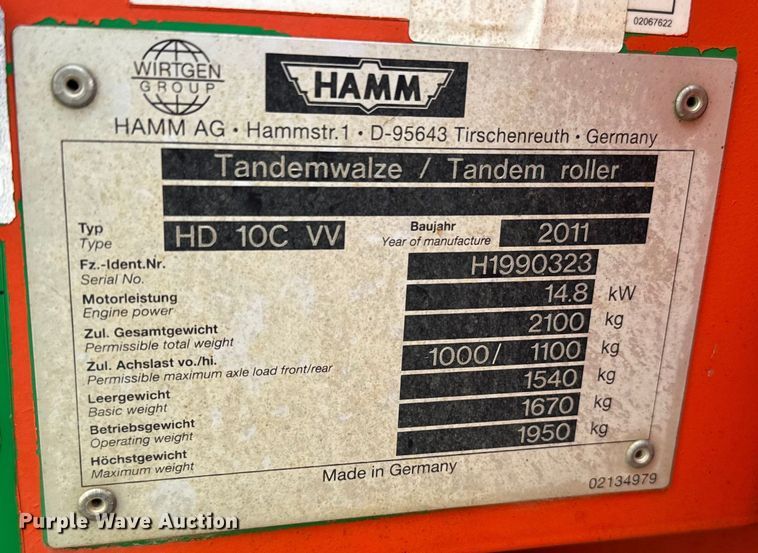 02067622
WIRTGEN
GROUP
HAMM
HAMM AG · Hammstr.1 · D-95643 Tirschenreuth · Germany
Tandemwalze / Tandem roller
Typ
Type
HD 10C VV
Baujahr
Year of manufacture
2011
Fz.-Ident.Nr.
Serial No.
H1990323
Motorleistung
Engine power
14.8 kW
Zul. Gesamtgewicht
Permissible total weight
2100 kg
Zul. Achslast vo./hi.
Permissible maximum axle load front/rear
1000/ 1100 kg
Leergewicht
Basic weight
1540 kg
Betriebsgewicht
Operating weight
1670 kg
Höchstgewicht
Maximum weight
1950 kg
Made in Germany
02134979
Purple Wave Auction